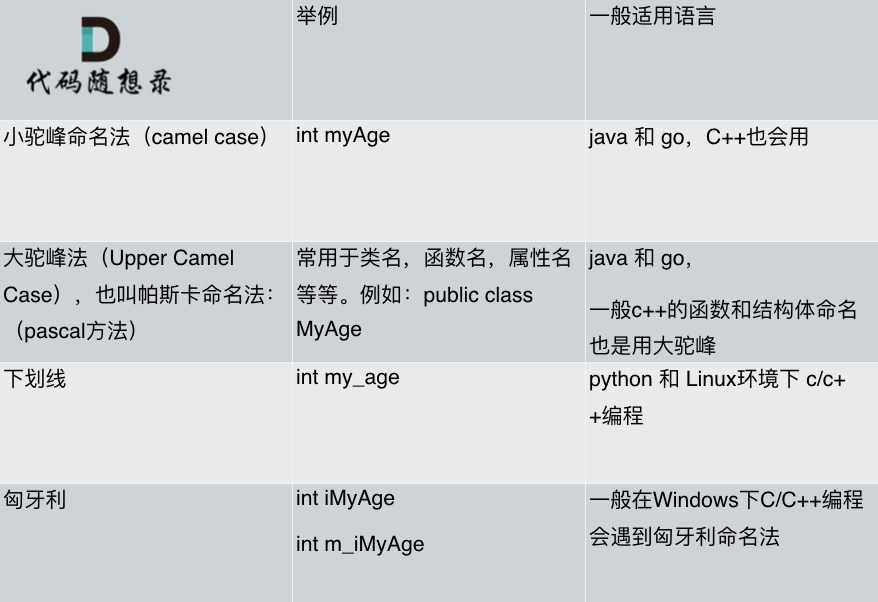 D
代码随想录
举例
一般适用语言
小驼峰命名法（camel case）
int myAge
java 和 go，C++也会用
大驼峰法（Upper Camel
Case），也叫帕斯卡命名法：
（pascal方法）
常用于类名，函数名，属性名
等等。例如：public class
MyAge
java 和 go，
一般c++的函数和结构体命名
也是用大驼峰
下划线
int my_age
python 和 Linux环境下 c/c+
+编程
匈牙利
int iMyAge
int m_iMyAge
一般在Windows下C/C++编程
会遇到匈牙利命名法